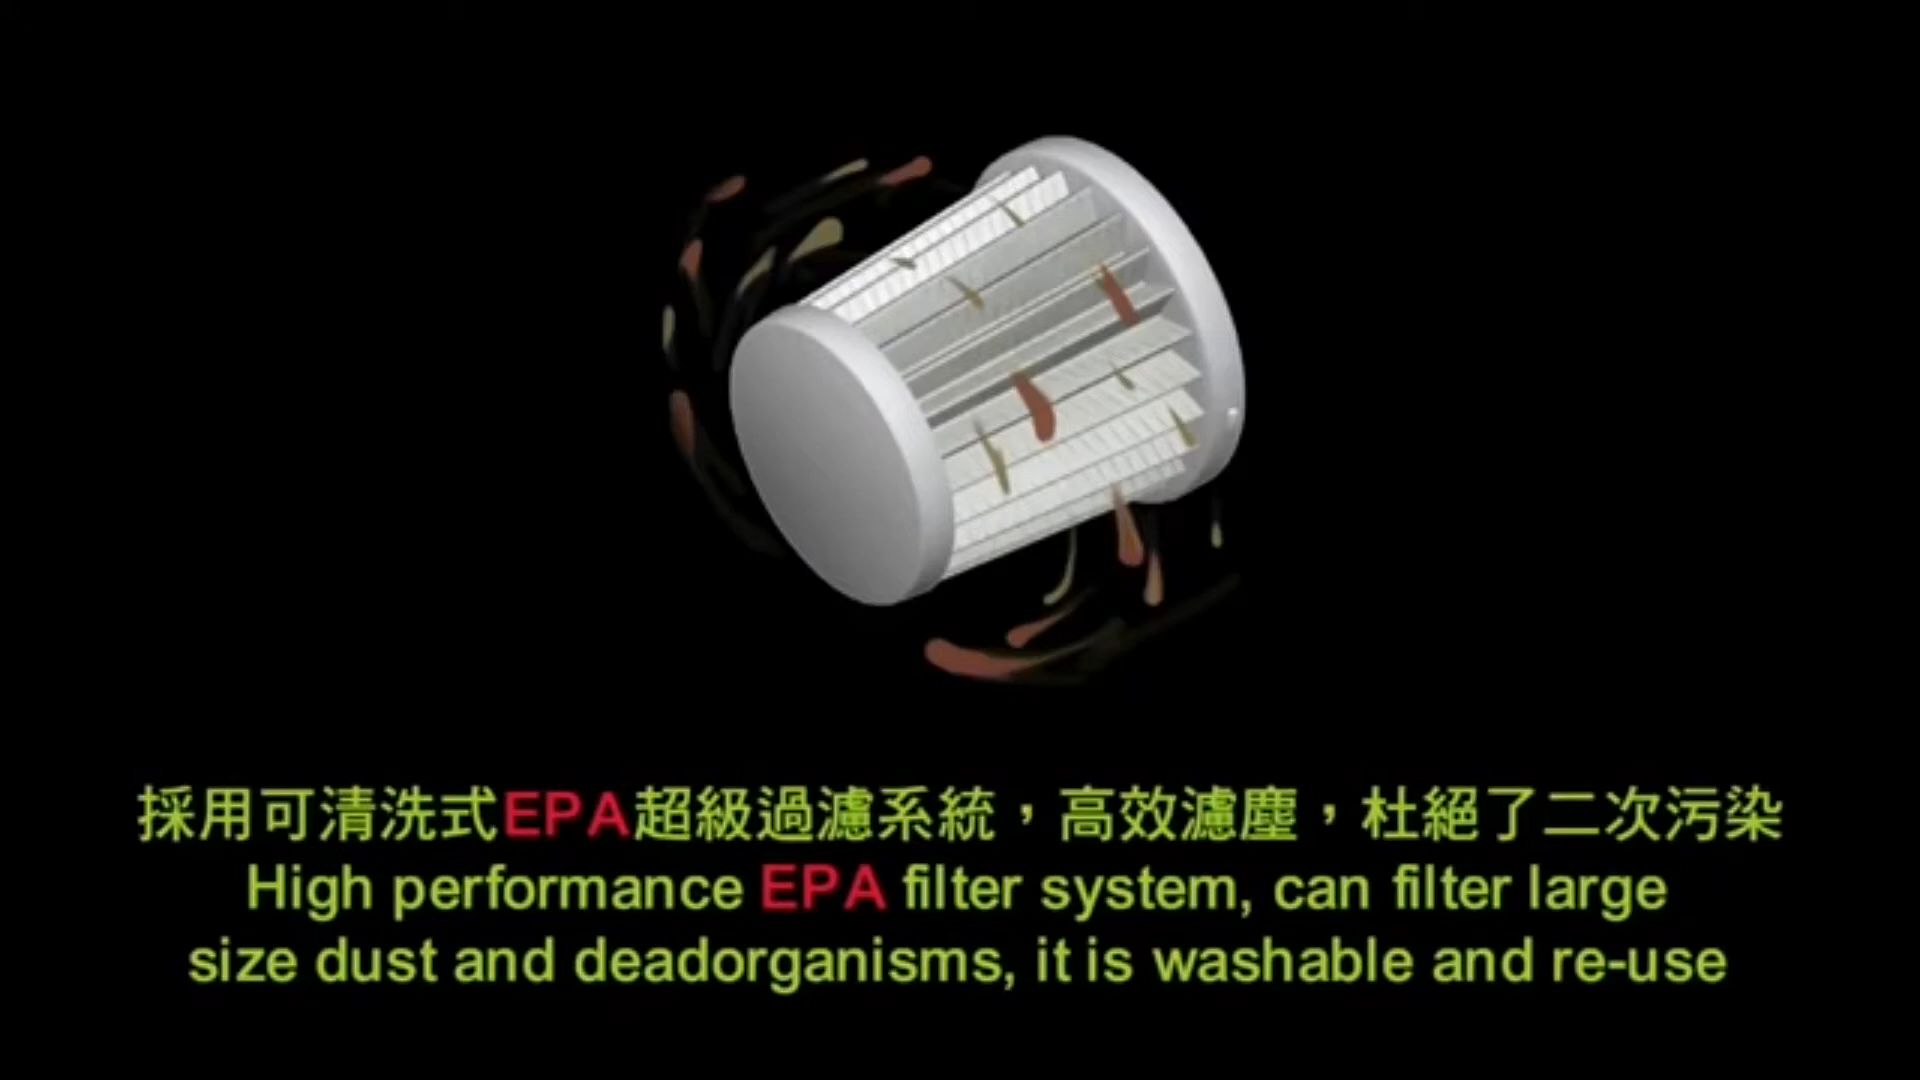 採用可清洗式EPA超級過濾系統，高效濾塵，杜絕了二次污染
High performance EPA filter system, can filter large
size dust and deadorganisms, it is washable and re-use